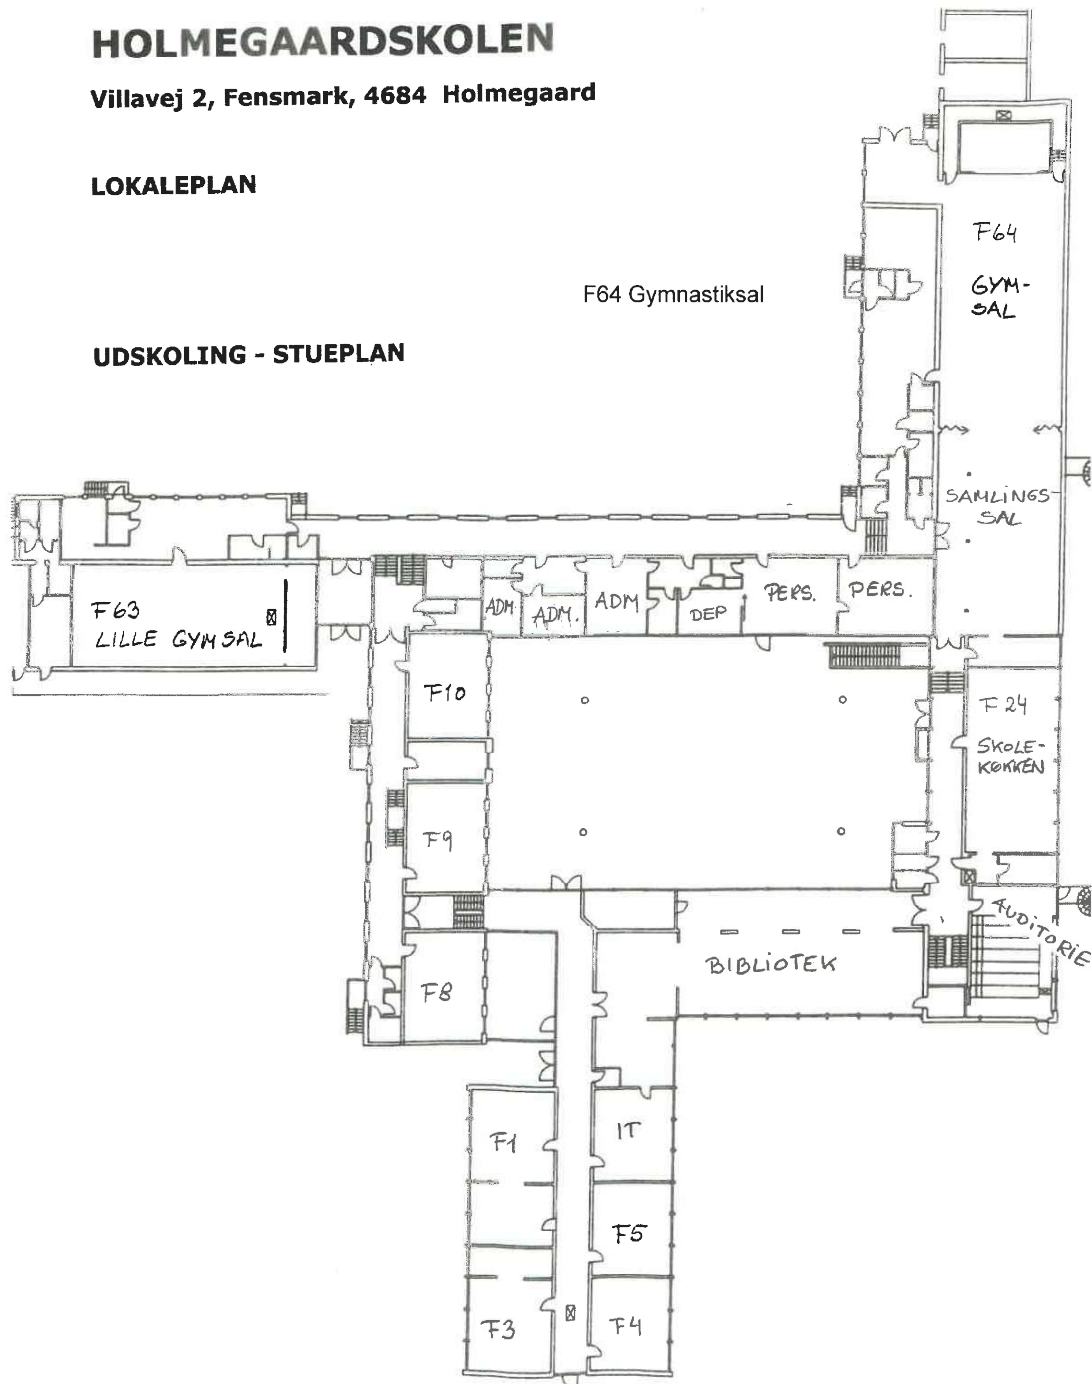 HOLMEGAARDSKOLEN
Villavej 2, Fensmark, 4684 Holmegaard
LOKALEPLAN
F64
GYM-
SAL
F64 Gymnastiksal
UDSKOLING - STUEPLAN
SAMLINGS-
SAL
F63
LILLE GYMSAL
ADM
ADM.
ADM
DEP
PERS.
PERS.
F10
F24
SKOLE-
KØKKEN
F9
AUDITORIE
BIBLIOTEK
F8
F1
IT
F5
F3
F4